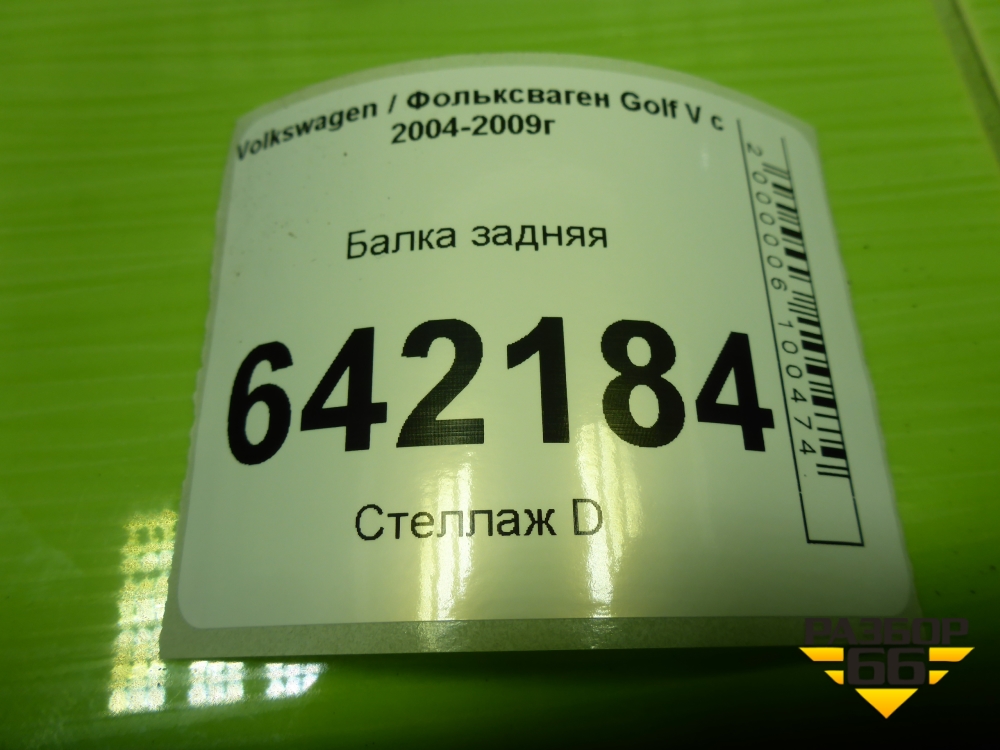 Volkswagen / Фольксваген Golf V с
2004-2009г
Балка задняя
642184
Стеллаж D
2000006100474
РАЗБОР
66